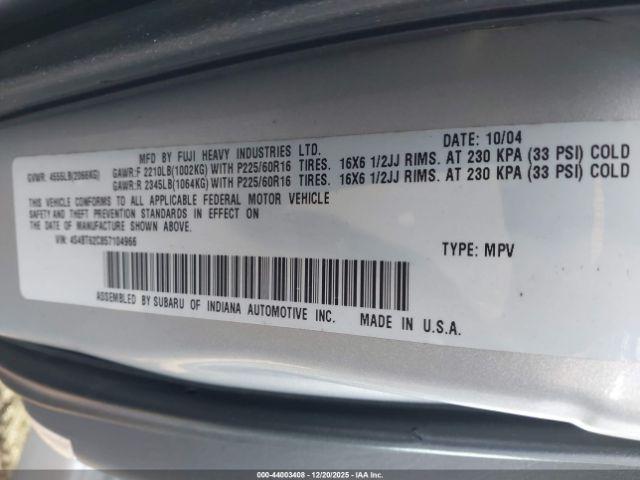 MFD BY FUJI HEAVY INDUSTRIES LTD. DATE: 10/04
GVWR: 4555LB(2066KG) GAWR:F 2210LB(1002KG) WITH P225/60R16 TIRES. 16X6 1/2JJ RIMS. AT 230 KPA (33 PSI) COLD
GAWR:R 2345LB(1064KG) WITH P225/60R16 TIRES. 16X6 1/2JJ RIMS. AT 230 KPA (33 PSI) COLD
THIS VEHICLE CONFORMS TO ALL APPLICABLE FEDERAL MOTOR VEHICLE
SAFETY AND THEFT PREVENTION STANDARDS IN EFFECT ON
THE DATE OF MANUFACTURE SHOWN ABOVE.
VIN: 4S4BT62C857104966 TYPE: MPV
ASSEMBLED BY SUBARU OF INDIANA AUTOMOTIVE INC. MADE IN U.S.A.
000-44003408 - 12/20/2025 - IAA Inc.